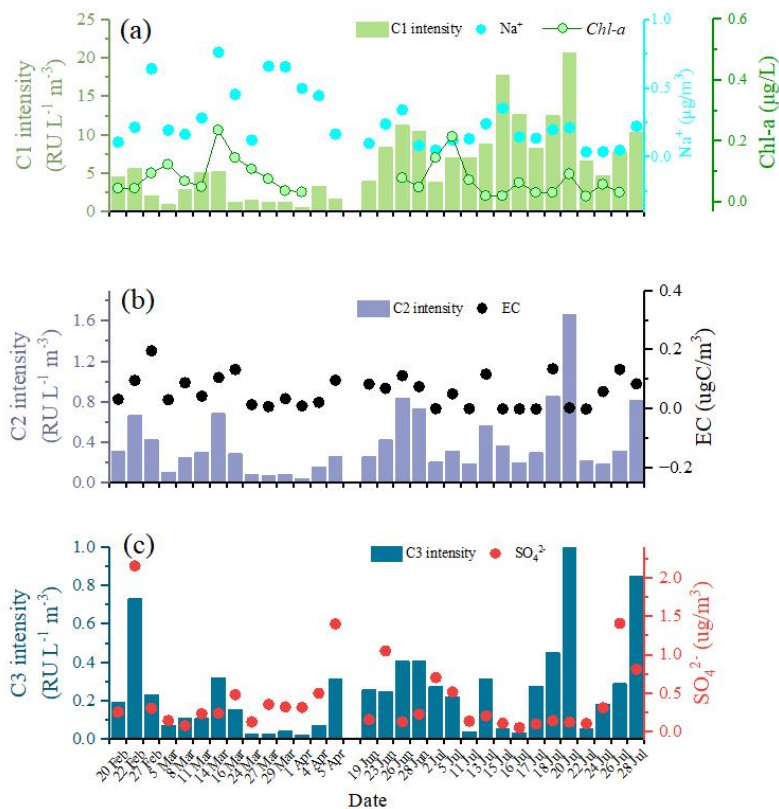 (a)
C1 intensity
Na⁺
Chl-a
25
20
15
10
5
0
C1 intensity
(RU L⁻¹ m⁻³)
1.0
0.5
0.0
Na⁺ (μg/m³)
0.6
0.4
0.2
0.0
Chl-a (μg/L)
(b)
C2 intensity
EC
1.6
1.2
0.8
0.4
0.0
C2 intensity
(RU L⁻¹ m⁻³)
0.4
0.2
0.0
−0.2
EC (ugC/m³)
(c)
C3 intensity
SO₄²⁻
1.0
0.8
0.6
0.4
0.2
0.0
C3 intensity
(RU L⁻¹ m⁻³)
2.0
1.5
1.0
0.5
0.0
SO₄²⁻ (ug/m³)
20 Feb
22 Feb
27 Feb
5 Mar
8 Mar
11 Mar
14 Mar
16 Mar
24 Mar
27 Mar
29 Mar
1 Apr
4 Apr
5 Apr
19 Jun
23 Jun
26 Jun
28 Jun
2 Jul
5 Jul
11 Jul
13 Jul
15 Jul
16 Jul
17 Jul
18 Jul
20 Jul
22 Jul
24 Jul
26 Jul
28 Jul
Date